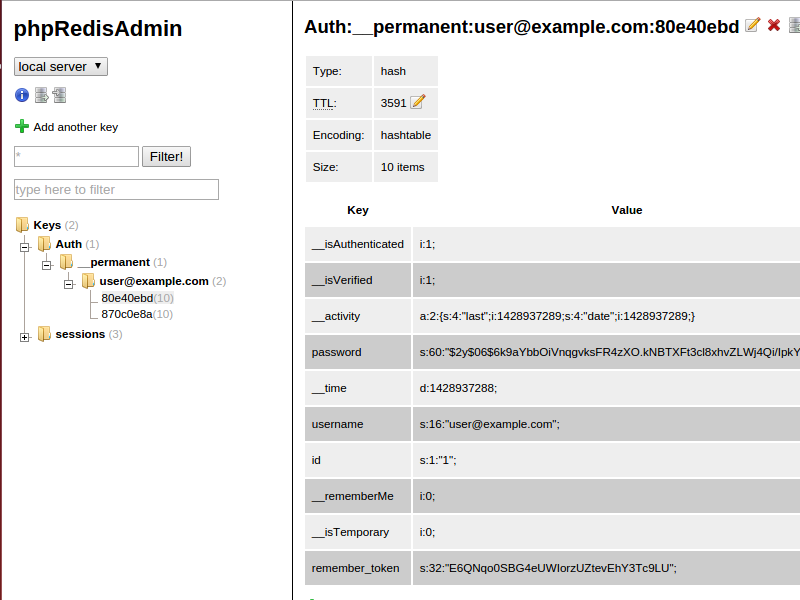 phpRedisAdmin
local server
Add another key
* Filter!
type here to filter
Keys (2)
Auth (1)
__permanent (1)
user@example.com (2)
80e40ebd(10)
870c0e8a(10)
sessions (3)
Auth:__permanent:user@example.com:80e40ebd
Type: hash
TTL: 3591
Encoding: hashtable
Size: 10 items
Key Value
__isAuthenticated i:1;
__isVerified i:1;
__activity a:2:{s:4:"last";i:1428937289;s:4:"date";i:1428937289;}
password s:60:"$2y$06$6k9aYbbOiVnqgvksFR4zXO.kNBTXFt3cl8xhvZLWj4Qi/IpkY
__time d:1428937288;
username s:16:"user@example.com";
id s:1:"1";
__rememberMe i:0;
__isTemporary i:0;
remember_token s:32:"E6QNqo0SBG4eUWIorzUZtevEhY3Tc9LU";